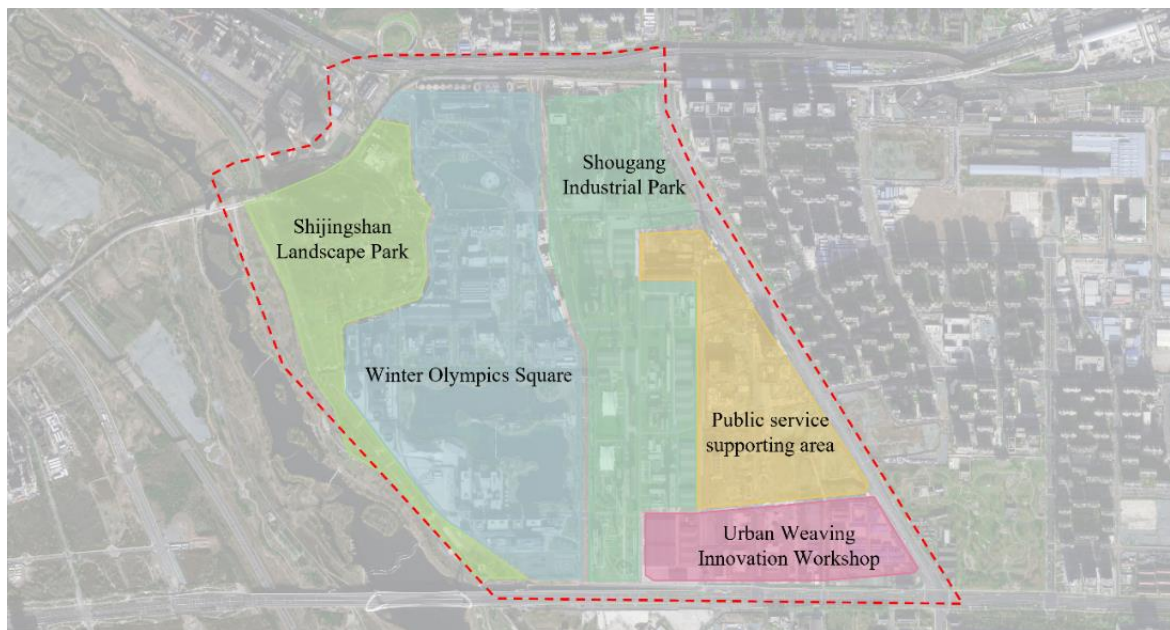 Shougang
Industrial Park
Shijingshan
Landscape Park
Winter Olympics Square
Public service
supporting area
Urban Weaving
Innovation Workshop